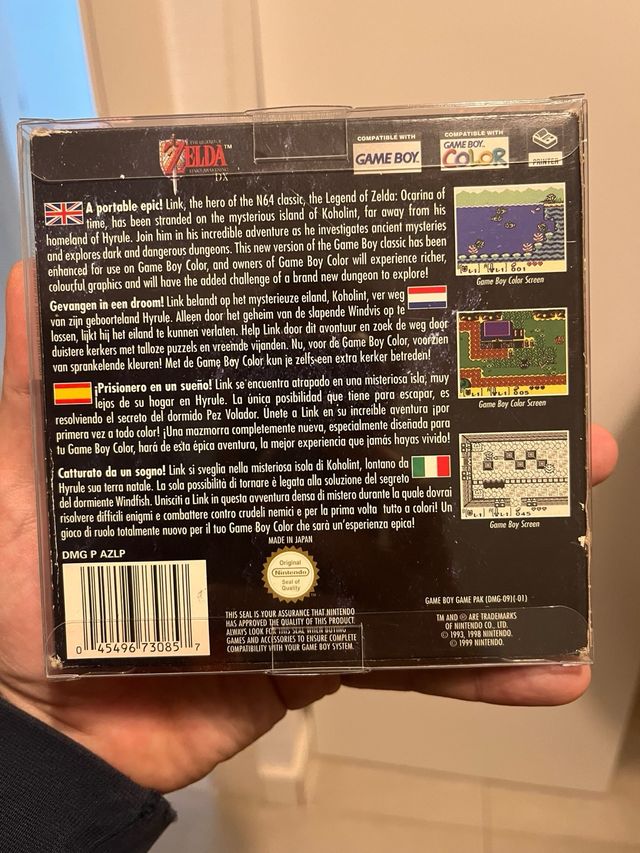 THE LEGEND OF
ZELDA™
LINK'S AWAKENING
DX
COMPATIBLE WITH
GAME BOY.
COMPATIBLE WITH
GAME BOY.
COLOR
PRINTER
A portable epic! Link, the hero of the N64 classic, the Legend of Zelda: Ocarina of
time, has been stranded on the mysterious island of Koholint, far away from his
homeland of Hyrule. Join him in his incredible adventure as he investigates ancient mysteries
and explores dark and dangerous dungeons. This new version of the Game Boy classic has been
enhanced for use on Game Boy Color, and owners of Game Boy Color will experience richer,
colourful graphics and will have the added challenge of a brand new dungeon to explore!
Gevangen in een droom! Link belandt op het mysterieuze eiland, Koholint, ver weg
van zijn geboorteland Hyrule. Alleen door het geheim van de slapende Windvis op te
lossen, lijkt hij het eiland te kunnen verlaten. Help Link door dit avontuur en zoek de weg door
duistere kerkers met talloze puzzels en vreemde vijanden. Nu, voor de Game Boy Color, voorzien
van sprankelende kleuren! Met de Game Boy Color kun je zelfs een extra kerker betreden!
¡Prisionero en un sueño! Link se encuentra atrapado en una misteriosa isla, muy
lejos de su hogar en Hyrule. La única posibilidad que tiene para escapar, es
resolviendo el secreto del dormido Pez Volador. Unete a Link en su increíble aventura ¡por
primera vez a todo color! ¡Una mazmorra completamente nueva, especialmente diseñada para
tu Game Boy Color, hará de esta épica aventura, la mejor experiencia que jamás hayas vivido!
Catturato da un sogno! Link si sveglia nella misteriosa isola di Koholint, lontano da
Hyrule sua terra natale. La sola possibilità di tornare è legata alla soluzione del segreto
del dormiente Windfish. Unisciti a Link in questa avventura densa di mistero durante la quale dovrai
risolvere difficili enigmi e combattere contro crudeli nemici e per la prima volta tutto a colori! Un
gioco di ruolo totalmente nuovo per il tuo Game Boy Color che sarà un'esperienza epica!
Game Boy Color Screen
Game Boy Color Screen
Game Boy Screen
MADE IN JAPAN
DMG P AZLP
0 45496 73085 7
Original
Nintendo
Seal of
Quality
THIS SEAL IS YOUR ASSURANCE THAT NINTENDO
HAS APPROVED THE QUALITY OF THIS PRODUCT.
ALWAYS LOOK FOR THIS SEAL WHEN BUYING
GAMES AND ACCESSORIES TO ENSURE COMPLETE
COMPATIBILITY WITH YOUR GAME BOY SYSTEM.
GAME BOY GAME PAK (DMG-09)(-01)
TM AND ® ARE TRADEMARKS
OF NINTENDO CO., LTD.
© 1993, 1998 NINTENDO.
© 1999 NINTENDO.